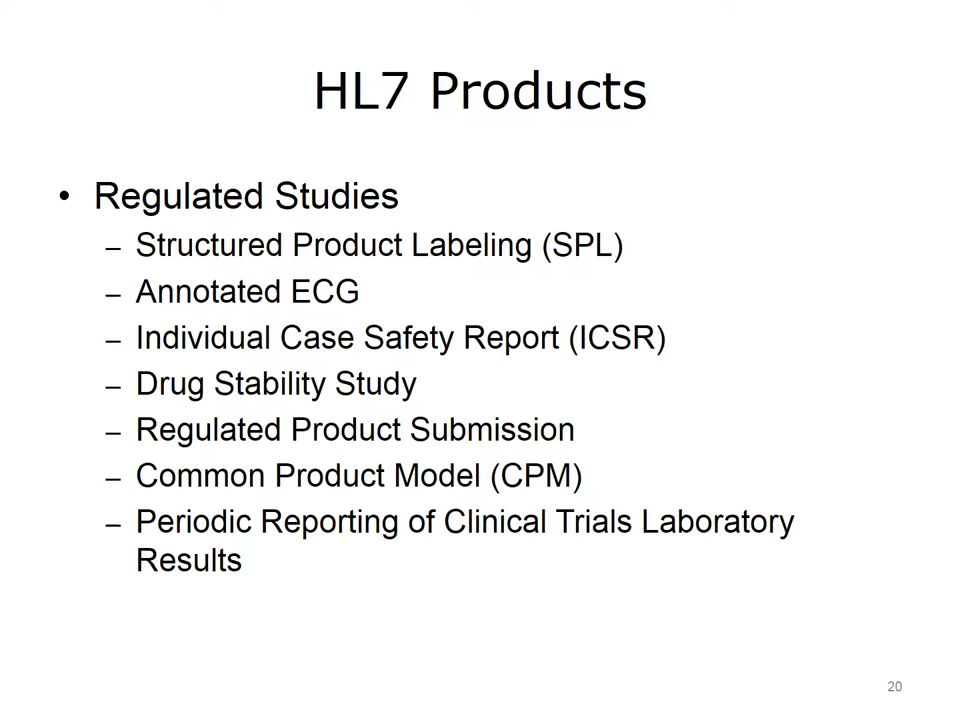 HL7 Products
• Regulated Studies
– Structured Product Labeling (SPL)
– Annotated ECG
– Individual Case Safety Report (ICSR)
– Drug Stability Study
– Regulated Product Submission
– Common Product Model (CPM)
– Periodic Reporting of Clinical Trials Laboratory
Results
20